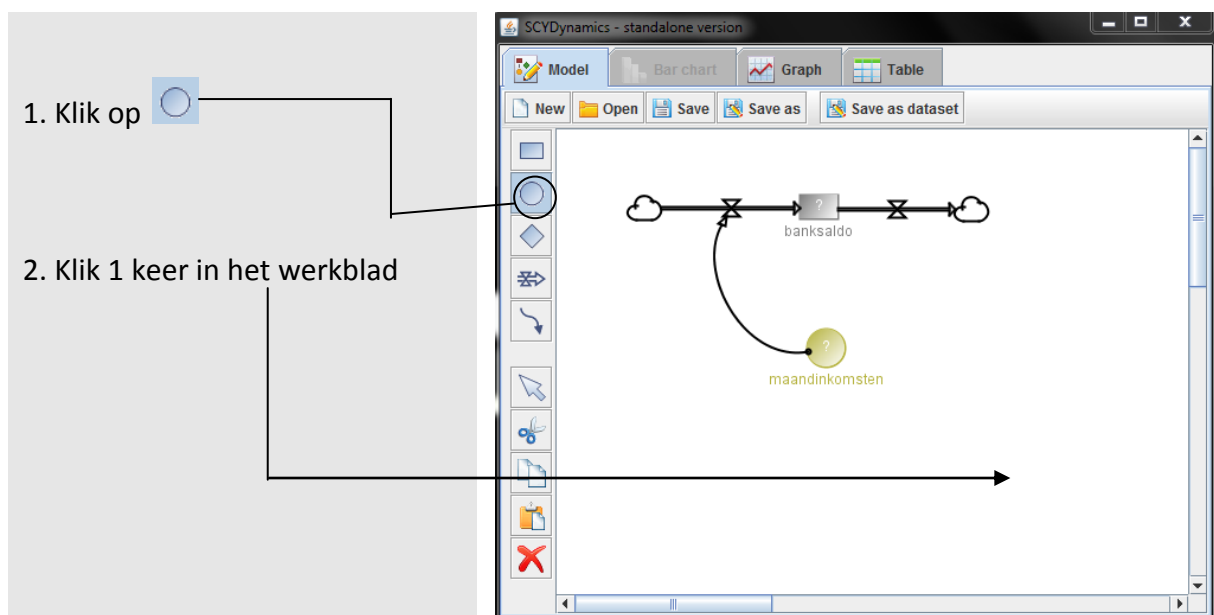 1. Klik op
2. Klik 1 keer in het werkblad
SCYDynamics - standalone version
Model Bar chart Graph Table
New Open Save Save as Save as dataset
?
banksaldo
?
maandinkomsten